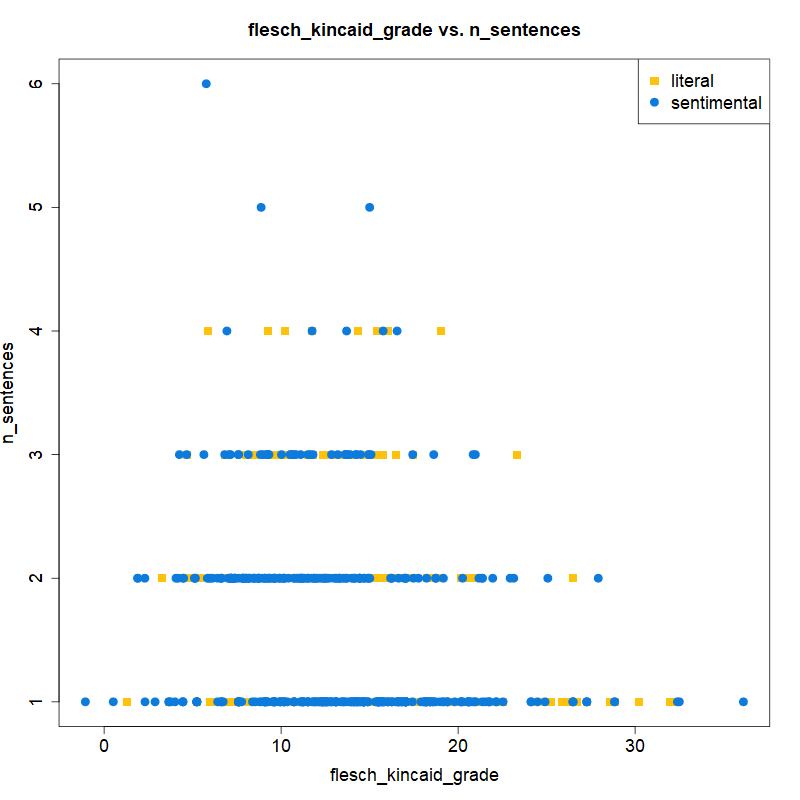 flesch_kincaid_grade vs. n_sentences
literal
sentimental
6
5
4
3
2
1
n_sentences
0 10 20 30
flesch_kincaid_grade